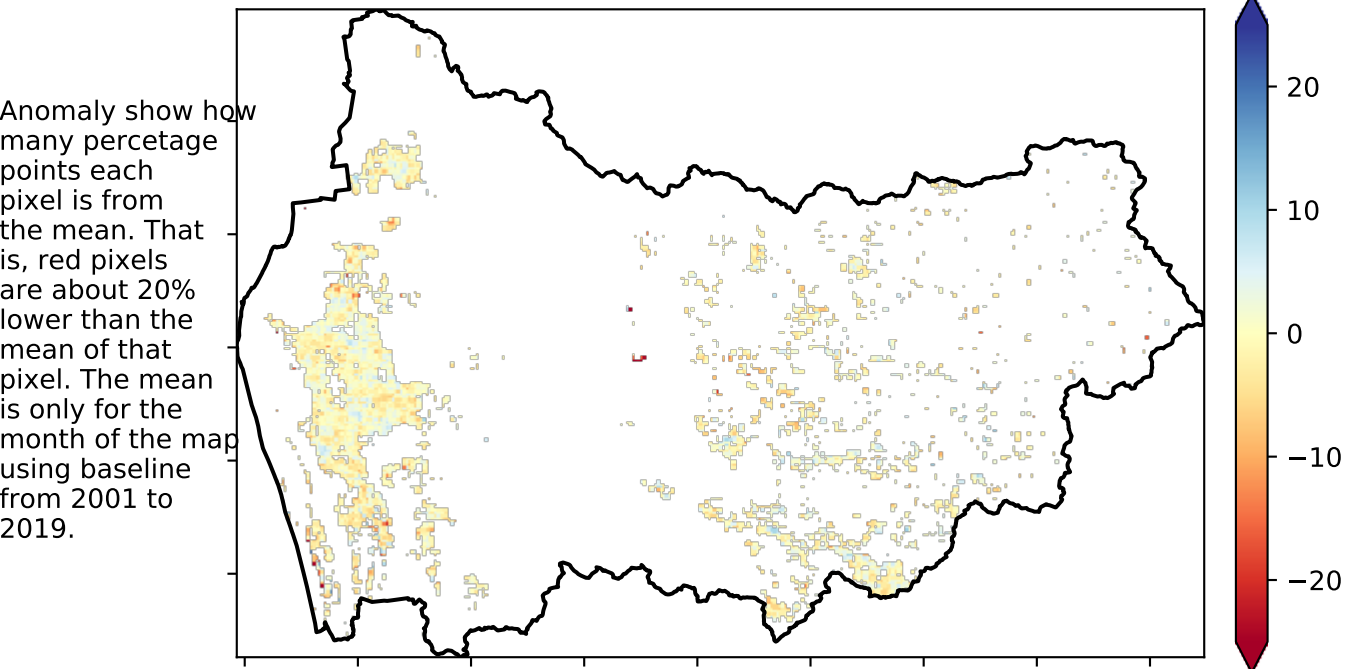 Anomaly show how
many percetage
points each
pixel is from
the mean. That
is, red pixels
are about 20%
lower than the
mean of that
pixel. The mean
is only for the
month of the map
using baseline
from 2001 to
2019.
20
10
0
−10
−20